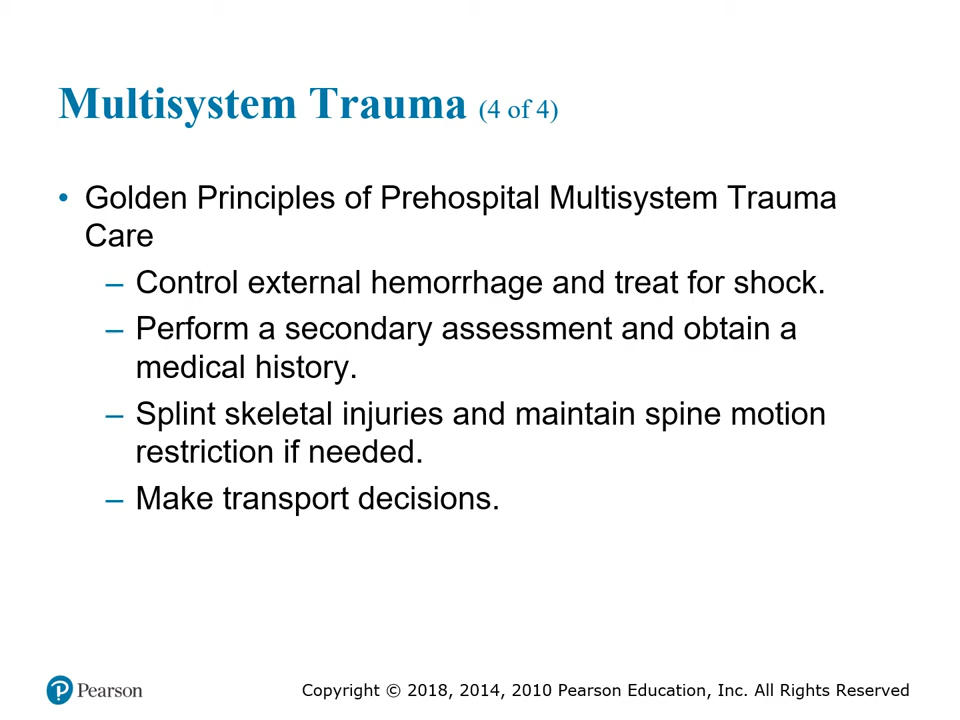 Multisystem Trauma (4 of 4)
• Golden Principles of Prehospital Multisystem Trauma
Care
– Control external hemorrhage and treat for shock.
– Perform a secondary assessment and obtain a
medical history.
– Splint skeletal injuries and maintain spine motion
restriction if needed.
– Make transport decisions.
P Pearson
Copyright © 2018, 2014, 2010 Pearson Education, Inc. All Rights Reserved